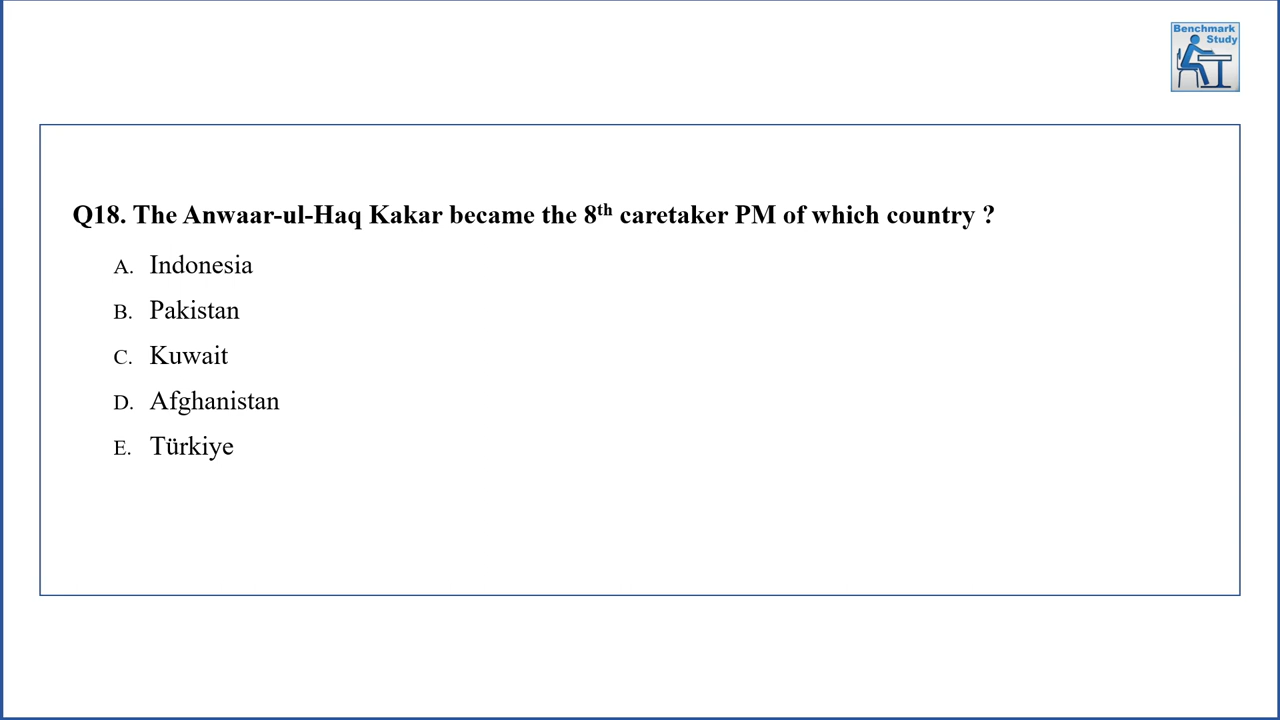 Benchmark
Study
Q18. The Anwaar-ul-Haq Kakar became the 8th caretaker PM of which country ?
A. Indonesia
B. Pakistan
C. Kuwait
D. Afghanistan
E. Türkiye